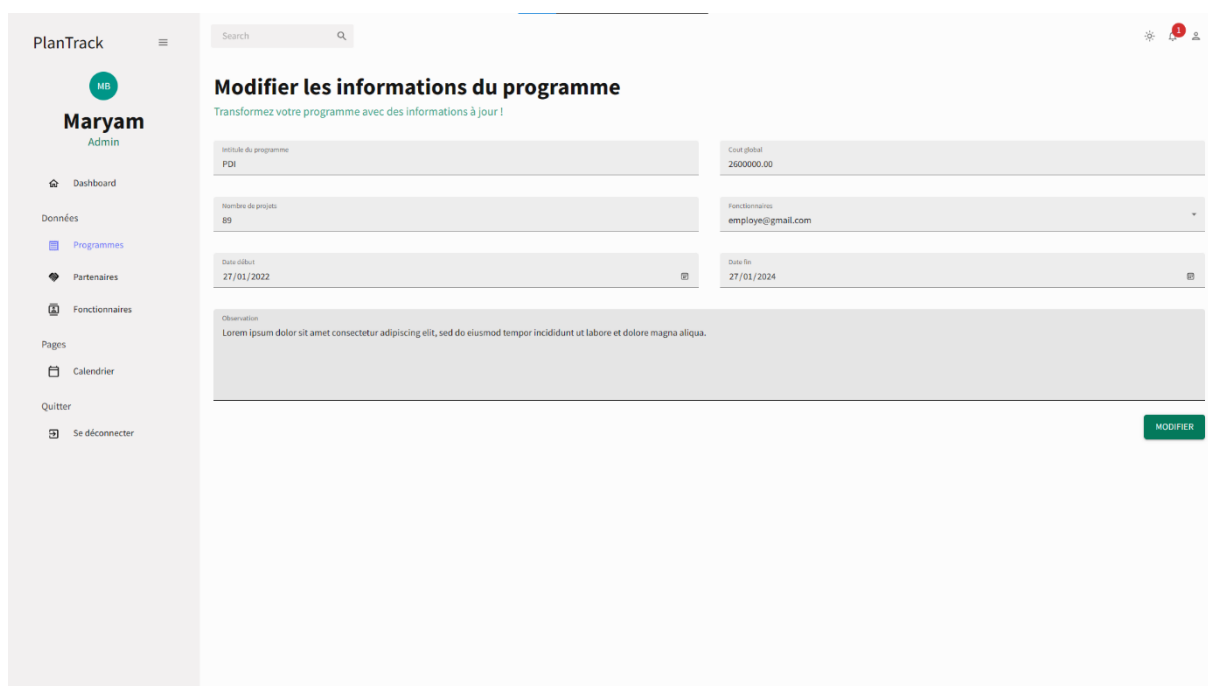 PlanTrack
MB
Maryam
Admin
Dashboard
Données
Programmes
Partenaires
Fonctionnaires
Pages
Calendrier
Quitter
Se déconnecter
Search
1
Modifier les informations du programme
Transformez votre programme avec des informations à jour !
Intitule du programme
PDI
Cout global
2600000.00
Nombre de projets
89
Fonctionnaires
employe@gmail.com
Date début
27/01/2022
Date fin
27/01/2024
Observation
Lorem ipsum dolor sit amet consectetur adipiscing elit, sed do eiusmod tempor incididunt ut labore et dolore magna aliqua.
MODIFIER